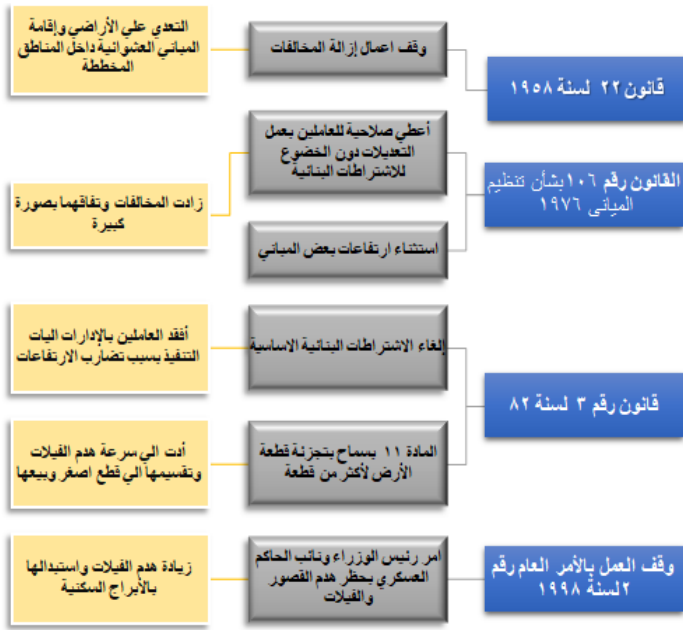 قانون ٢٢ لسنة ١٩٥٨
وقف اعمال إزالة المخالفات
التعدي علي الأراضي وإقامة
المباني العشوائية داخل المناطق
المخططة
القانون رقم ١٠٦ بشأن تنظيم
المباني ١٩٧٦
أعطي صلاحية للعاملين بعمل
التعديلات دون الخضوع
للاشتراطات البنائية
زادت المخالفات وتفاقهما بصورة
كبيرة
استثناء ارتفاعات بعض المباني
قانون رقم ٣ لسنة ٨٢
إلغاء الاشتراطات البنائية الاساسية
أفقد العاملين بالإدارات اليات
التنفيذ بسبب تضارب الارتفاعات
المادة ١١ يسماح بتجزئة قطعة
الأرض لأكثر من قطعة
أدت الي سرعة هدم الفيلات
وتقسيمها الي قطع اصغر وبيعها
وقف العمل بالأمر العام رقم
٢ لسنة ١٩٩٨
امر رئيس الوزراء ونائب الحاكم
العسكري بحظر هدم القصور
والفيلات
زيادة هدم الفيلات واستبدالها
بالأبراج السكنية